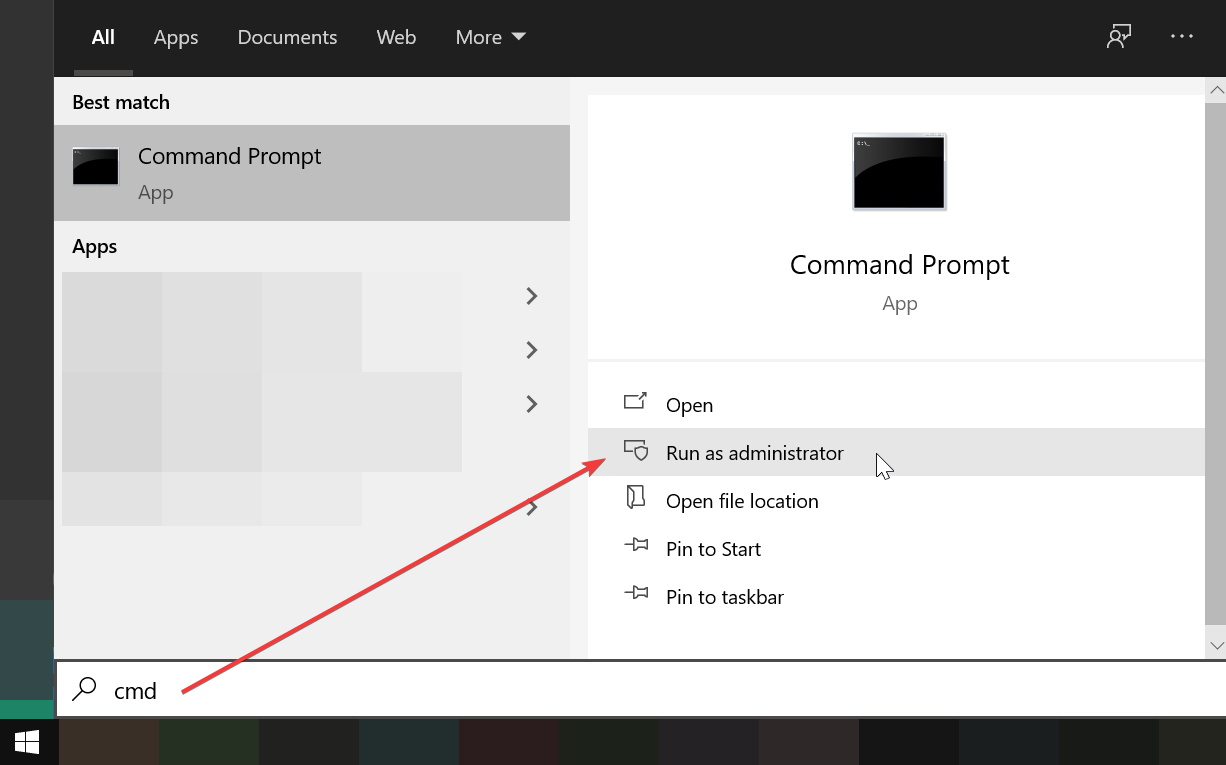 All Apps Documents Web More
Best match
Command Prompt
App
Apps
Command Prompt
App
Open
Run as administrator
Open file location
Pin to Start
Pin to taskbar
cmd